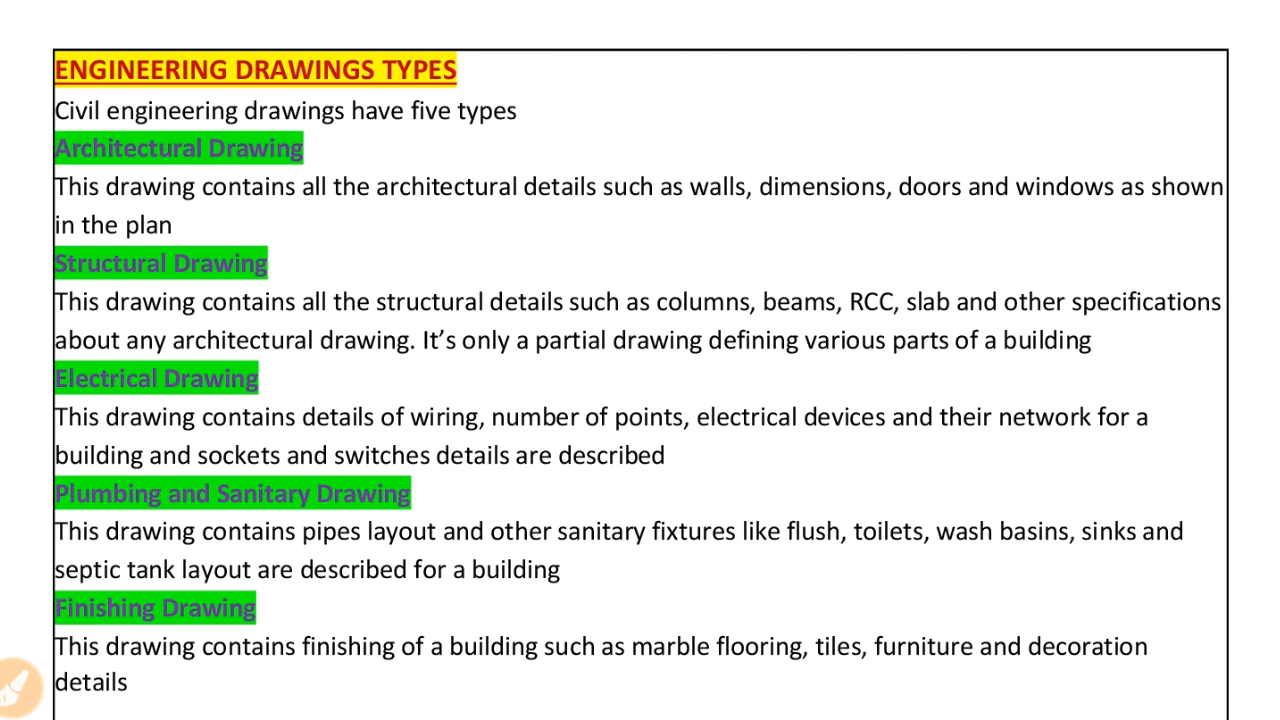 ENGINEERING DRAWINGS TYPES
Civil engineering drawings have five types
Architectural Drawing
This drawing contains all the architectural details such as walls, dimensions, doors and windows as shown
in the plan
Structural Drawing
This drawing contains all the structural details such as columns, beams, RCC, slab and other specifications
about any architectural drawing. It’s only a partial drawing defining various parts of a building
Electrical Drawing
This drawing contains details of wiring, number of points, electrical devices and their network for a
building and sockets and switches details are described
Plumbing and Sanitary Drawing
This drawing contains pipes layout and other sanitary fixtures like flush, toilets, wash basins, sinks and
septic tank layout are described for a building
Finishing Drawing
This drawing contains finishing of a building such as marble flooring, tiles, furniture and decoration
details